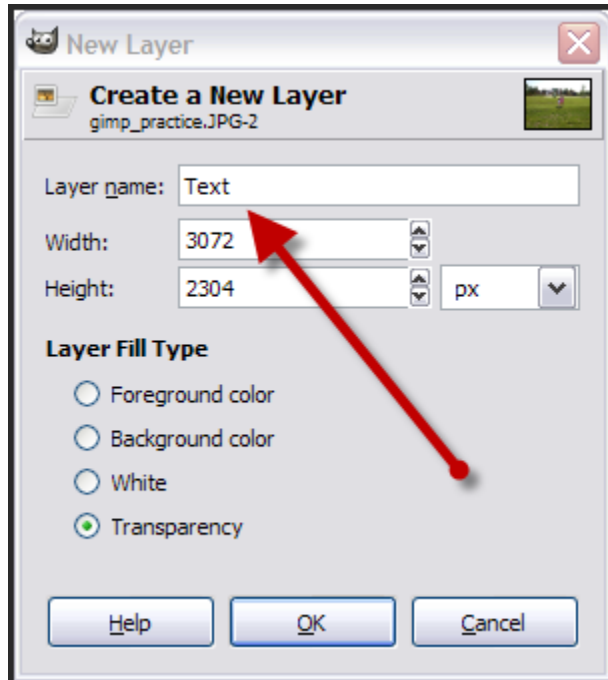 New Layer
Create a New Layer
gimp_practice.JPG-2
Layer name: Text
Width: 3072
Height: 2304 px
Layer Fill Type
Foreground color
Background color
White
Transparency
Help OK Cancel